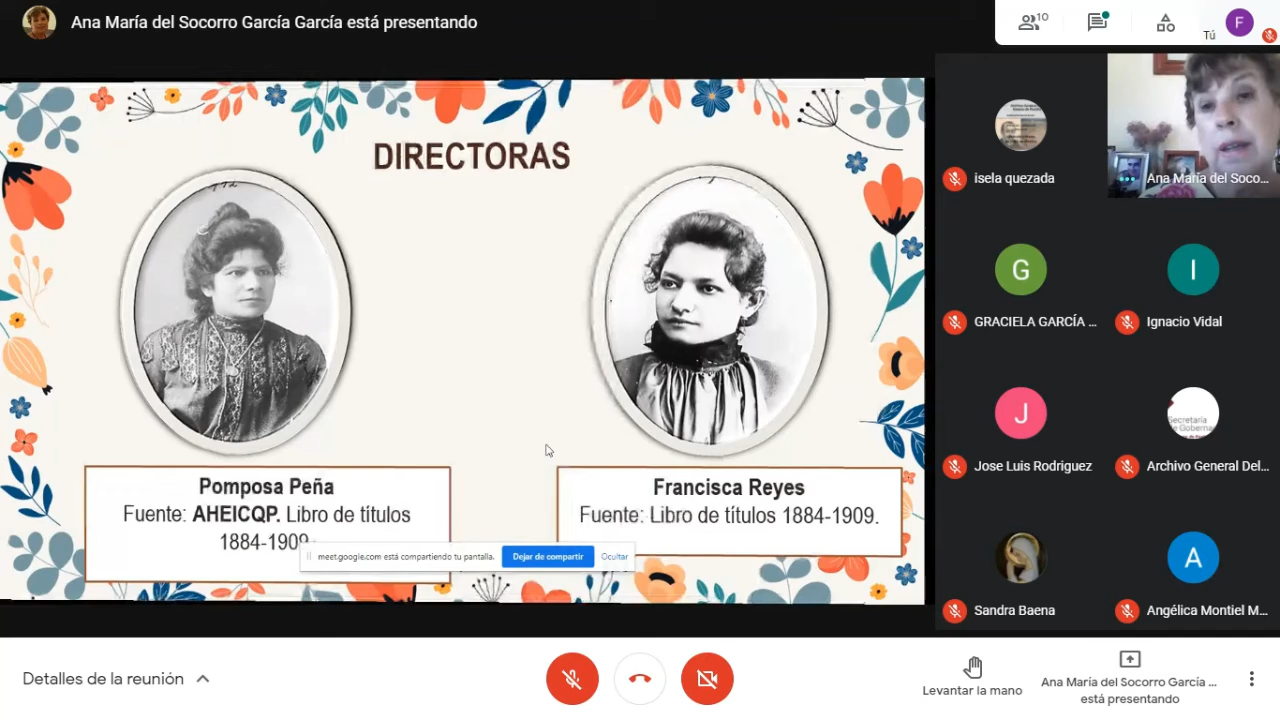 Ana María del Socorro García García está presentando
10
Tú
F
DIRECTORAS
Pomposa Peña
Fuente: AHEICQP. Libro de títulos
1884-1909.
Francisca Reyes
Fuente: Libro de títulos 1884-1909.
meet.google.com está compartiendo tu pantalla.
Dejar de compartir
Ocultar
isela quezada
Ana María del Soco...
G
GRACIELA GARCÍA ...
I
Ignacio Vidal
J
Jose Luis Rodriguez
Secretaría
Archivo General Del...
Sandra Baena
A
Angélica Montiel M...
Detalles de la reunión
Levantar la mano
Ana María del Socorro García ...
está presentando